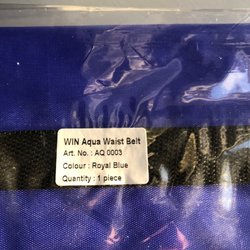 WIN Aqua Waist Belt
Art. No. : AQ 0003
Colour : Royal Blue
Quantity : 1 piece